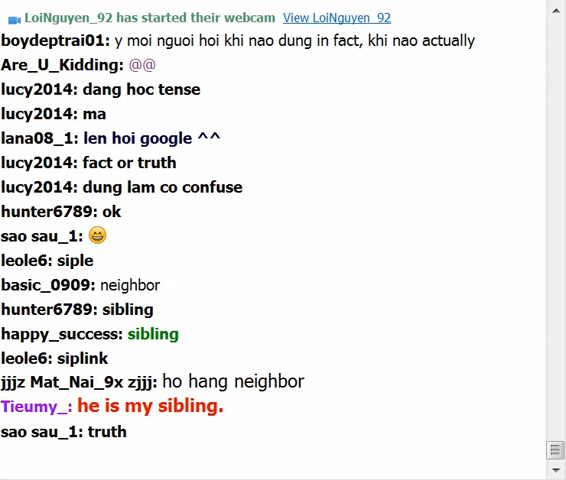 LoiNguyen_92 has started their webcam View LoiNguyen_92
boydeptrai01: y moi nguoi hoi khi nao dung in fact, khi nao actually
Are_U_Kidding: @@
lucy2014: dang hoc tense
lucy2014: ma
lana08_1: len hoi google ^^
lucy2014: fact or truth
lucy2014: dung lam co confuse
hunter6789: ok
sao sau_1: 😄
leole6: siple
basic_0909: neighbor
hunter6789: sibling
happy_success: sibling
leole6: siplink
jjjz Mat_Nai_9x zjjj: ho hang neighbor
Tieumy_: he is my sibling.
sao sau_1: truth